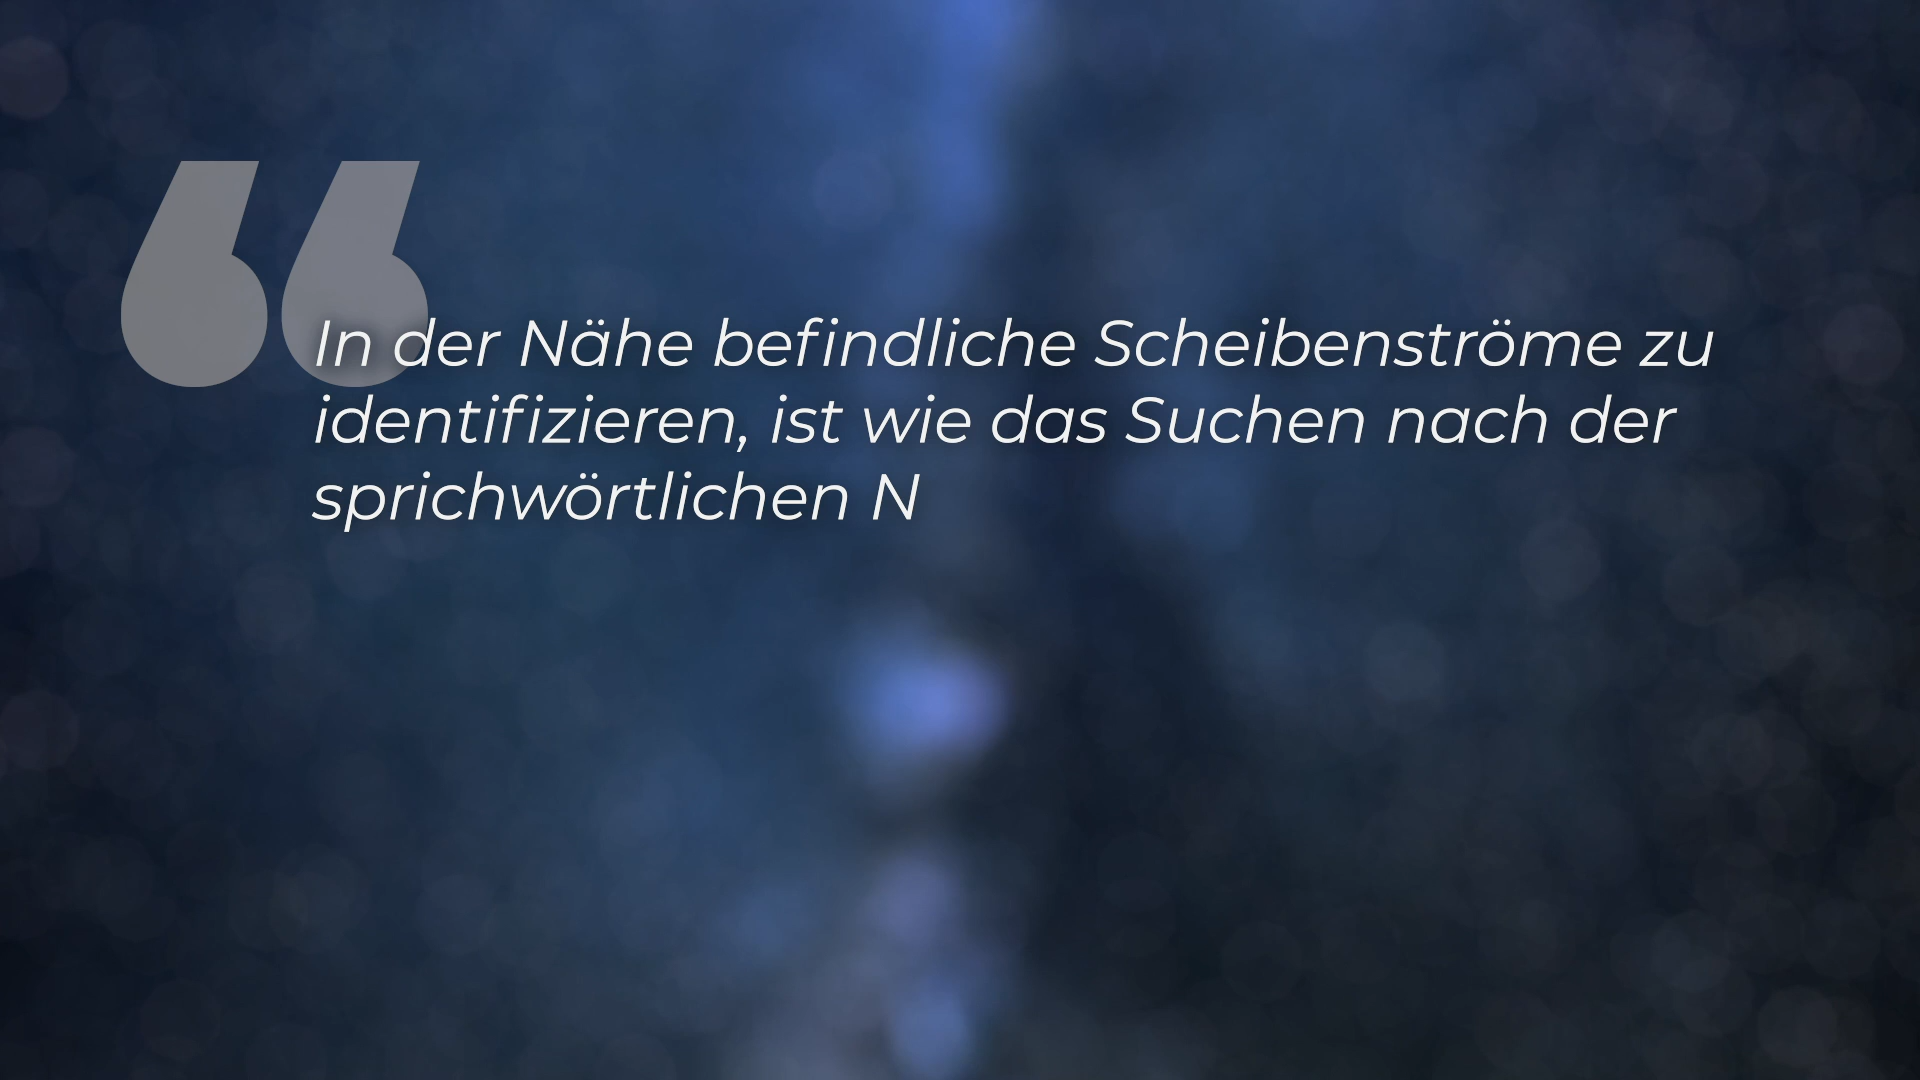 In der Nähe befindliche Scheibenströme zu
identifizieren, ist wie das Suchen nach der
sprichwörtlichen N